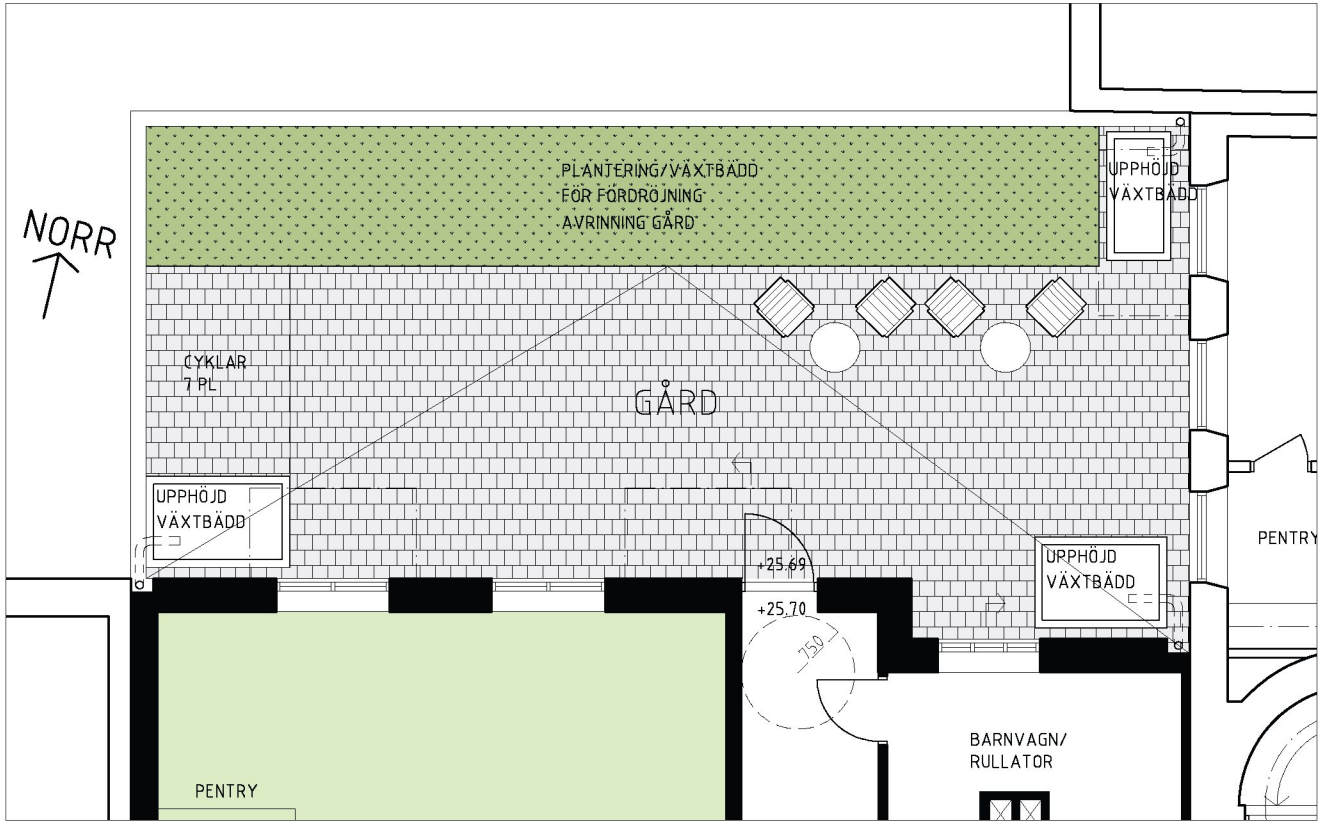 PLANTERING/VÄXTBÄDD
FÖR FÖRDRÖJNING
AVRINNING GÅRD
UPPHÖJD
VÄXTBÄDD
NORR
CYKLAR
7 PL
GÅRD
UPPHÖJD
VÄXTBÄDD
UPPHÖJD
VÄXTBÄDD
PENTRY
+25.69
+25.70
750
BARNVAGN/
RULLATOR
PENTRY